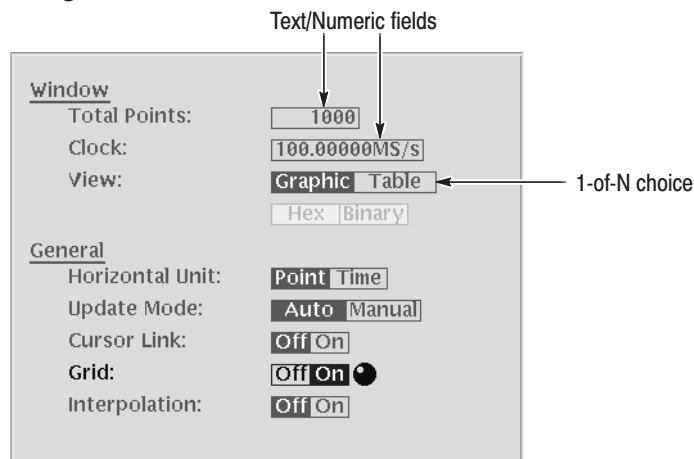 Text/Numeric fields
Window
Total Points: 1000
Clock: 100.00000MS/s
View: Graphic Table
1-of-N choice
Hex Binary
General
Horizontal Unit: Point Time
Update Mode: Auto Manual
Cursor Link: Off On
Grid: Off On
Interpolation: Off On